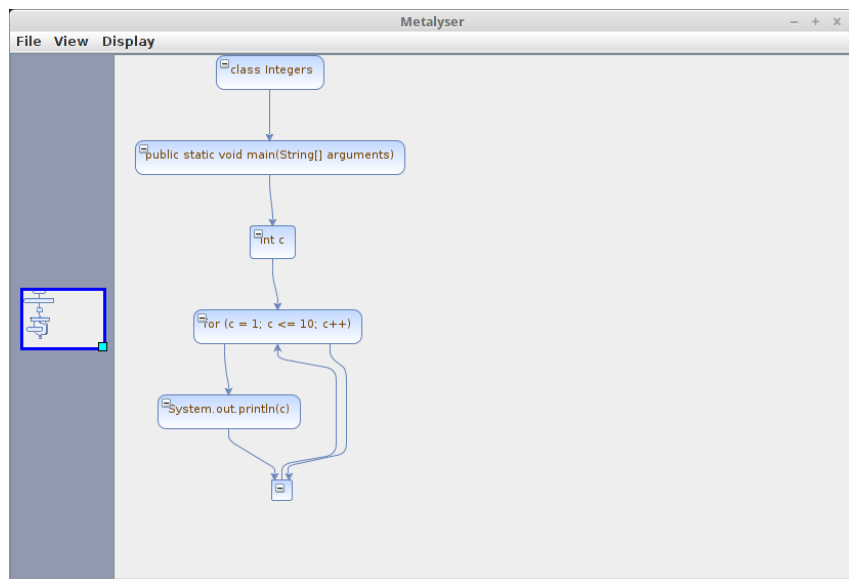 Metalyser
File View Display
class Integers
public static void main(String[] arguments)
int c
for (c = 1; c <= 10; c++)
System.out.println(c)